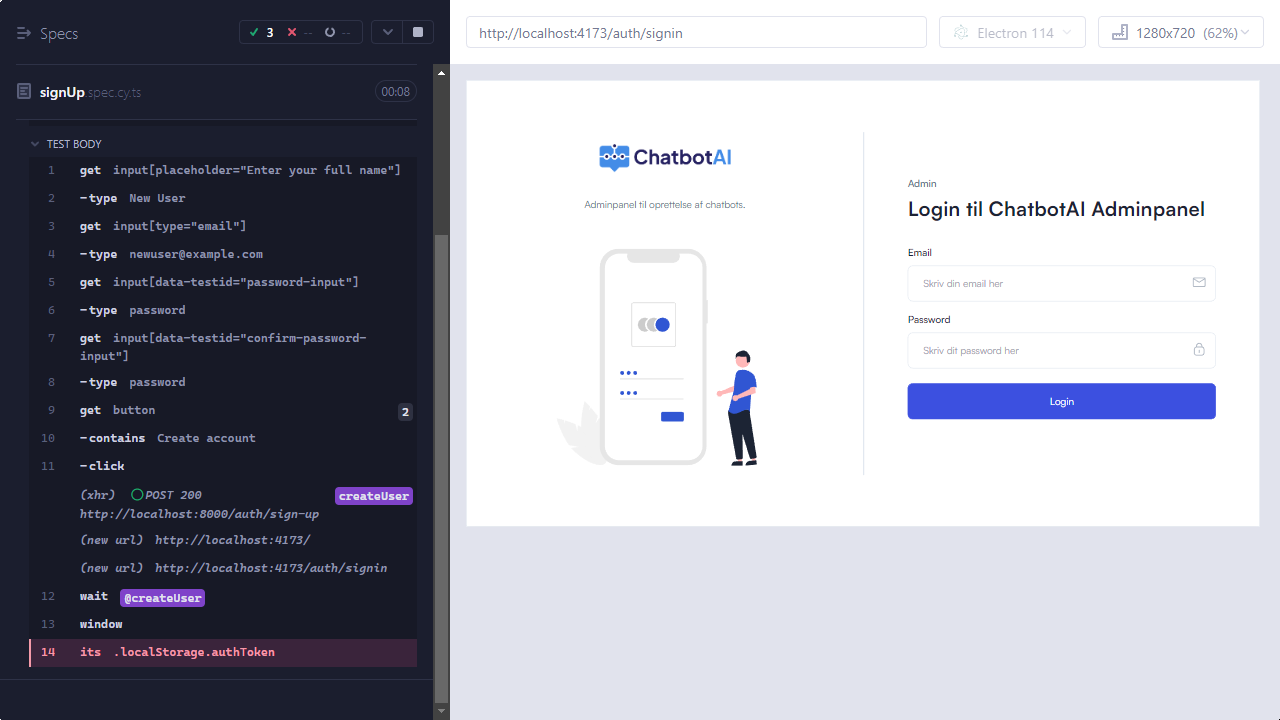 Specs
3 -- --
signUp.spec.cy.ts
00:08
TEST BODY
1 get input[placeholder="Enter your full name"]
2 -type New User
3 get input[type="email"]
4 -type newuser@example.com
5 get input[data-testid="password-input"]
6 -type password
7 get input[data-testid="confirm-password-
input"]
8 -type password
9 get button 2
10 -contains Create account
11 -click
(xhr) POST 200 createUser
http://localhost:8000/auth/sign-up
(new url) http://localhost:4173/
(new url) http://localhost:4173/auth/signin
12 wait @createUser
13 window
14 its .localStorage.authToken
http://localhost:4173/auth/signin
Electron 114
1280x720 (62%)
ChatbotAI
Adminpanel til oprettelse af chatbots.
Admin
Login til ChatbotAI Adminpanel
Email
Skriv din email her
Password
Skriv dit password her
Login